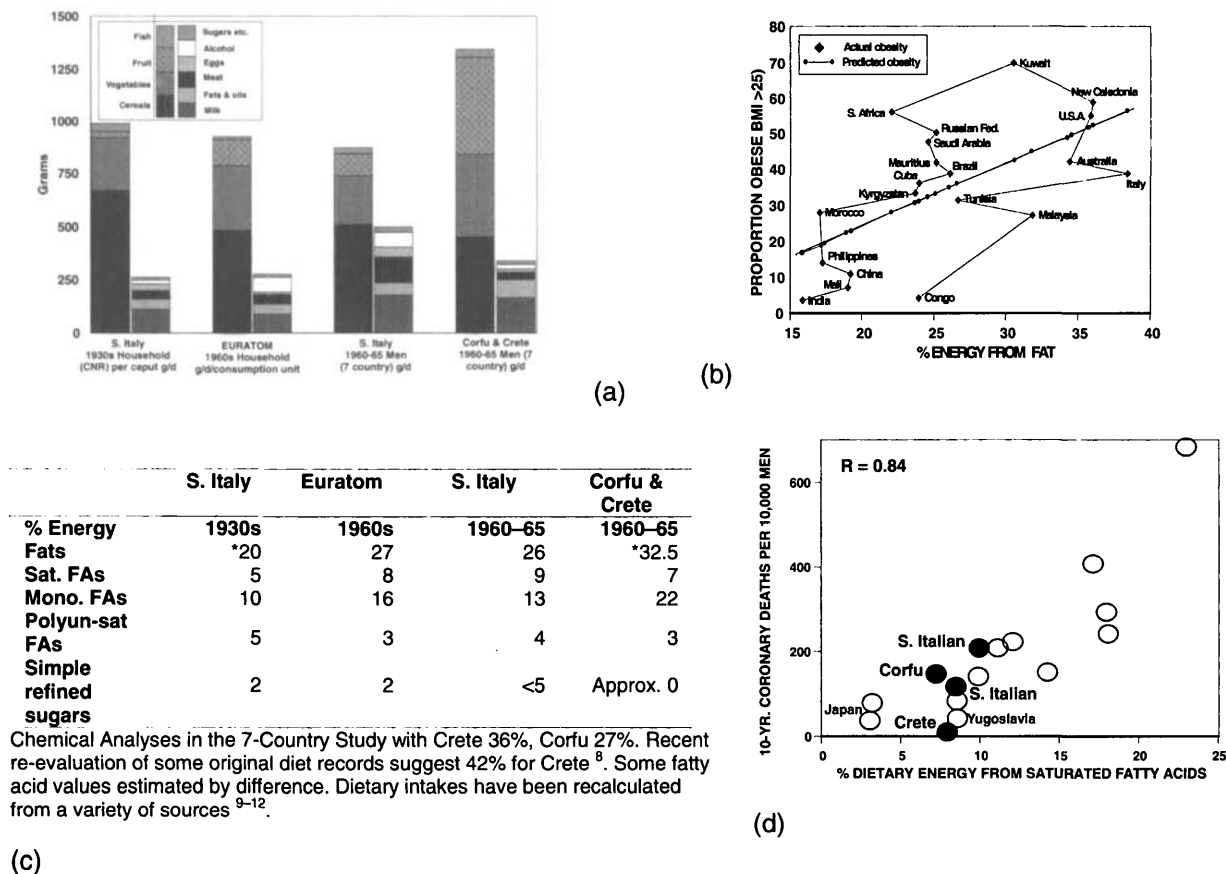 Grams
1500
1250
1000
750
500
250
0
Fish
Fruit
Vegetables
Cereals
Sugars etc.
Alcohol
Eggs
Meat
Fats & oils
Milk
S. Italy
1930s Household
(CNR) per caput g/d
EURATOM
1960s Household
g/d/consumption unit
S. Italy
1960-65 Men
(7 country) g/d
Corfu & Crete
1960-65 Men (7
country) g/d
(a)
PROPORTION OBESE BMI >25)
80
70
60
50
40
30
20
10
0
Actual obesity
Predicted obesity
Kuwait
New Caledonia
S. Africa
U.S.A.
Russian Fed.
Saudi Arabia
Mauritius
Brazil
Australia
Cuba
Italy
Kyrgyzstan
Tunisia
Morocco
Malaysia
Philippines
China
Mali
India
Congo
15 20 25 30 35 40
% ENERGY FROM FAT
(b)
S. Italy Euratom S. Italy Corfu &
Crete
% Energy 1930s 1960s 1960–65 1960–65
Fats *20 27 26 *32.5
Sat. FAs 5 8 9 7
Mono. FAs 10 16 13 22
Polyun-sat
FAs 5 3 4 3
Simple
refined 2 2 <5 Approx. 0
sugars
Chemical Analyses in the 7-Country Study with Crete 36%, Corfu 27%. Recent
re-evaluation of some original diet records suggest 42% for Crete 8. Some fatty
acid values estimated by difference. Dietary intakes have been recalculated
from a variety of sources 9–12.
(c)
10-YR. CORONARY DEATHS PER 10,000 MEN
R = 0.84
600
400
200
0
S. Italian
Corfu
S. Italian
Japan
Crete
Yugoslavia
0 5 10 15 20 25
% DIETARY ENERGY FROM SATURATED FATTY ACIDS
(d)